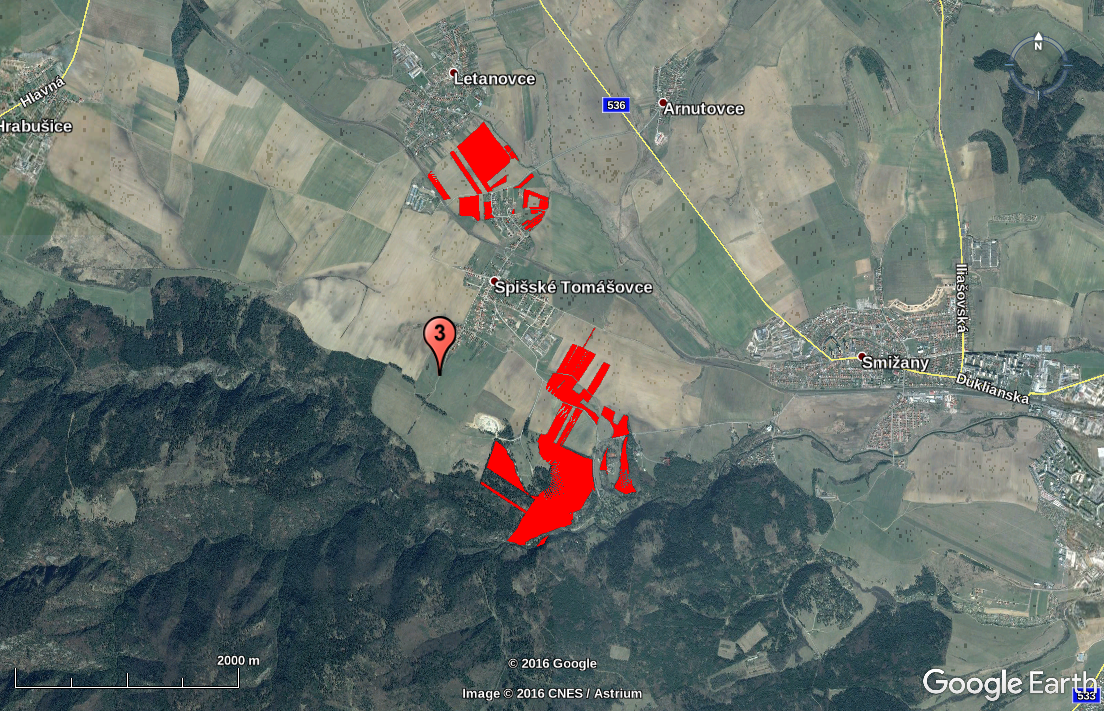 N
Letanovce
Hlavná
536
Arnutovce
Hrabušice
Iliašovská
Spišské Tomášovce
3
Smižany
Duklianska
2000 m
© 2016 Google
Image © 2016 CNES / Astrium
Google Earth
533